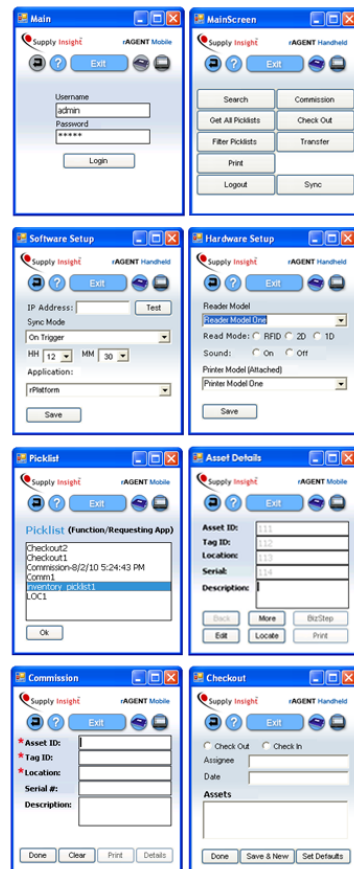 Main
Supply Insight rAGENT Mobile
Exit
Username
admin
Password
*****
Login
MainScreen
Supply Insight rAGENT Handheld
Exit
Search Commission
Get All Picklists Check Out
Filter Picklists Transfer
Print
Logout Sync
Software Setup
Supply Insight rAGENT Handheld
Exit
IP Address: Test
Sync Mode
On Trigger
HH 12 MM 30
Application:
rPlatform
Save
Hardware Setup
Supply Insight rAGENT Handheld
Exit
Reader Model
Reader Model One
Read Mode: RFID 2D 1D
Sound: On Off
Printer Model (Attached)
Printer Model One
Save
Picklist
Supply Insight rAGENT Mobile
Exit
Picklist (Function/Requesting App)
Checkout2
Checkout1
Commission-8/2/10 5:24:43 PM
Comm1
inventory picklist1
LOC1
Ok
Asset Details
Supply Insight rAGENT Mobile
Exit
Asset ID: 111
Tag ID: 112
Location: 113
Serial: 114
Description:
Back More BizStep
Edit Locate Print
Commission
Supply Insight rAGENT Mobile
Exit
*Asset ID:
*Tag ID:
*Location:
Serial #:
Description:
Done Clear Print Details
Checkout
Supply Insight rAGENT Handheld
Exit
Check Out Check In
Assignee
Date
Assets
Done Save & New Set Defaults